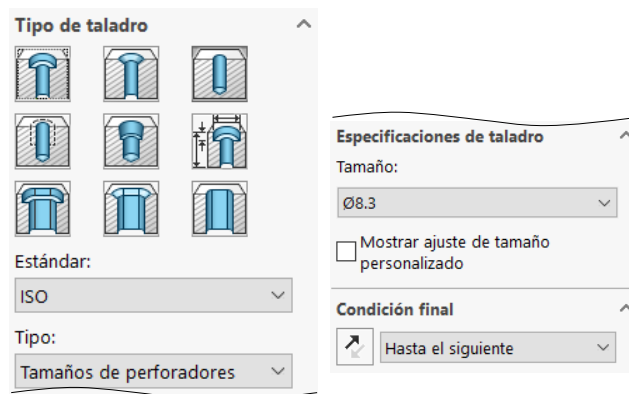 Tipo de taladro
Estándar:
ISO
Tipo:
Tamaños de perforadores
Especificaciones de taladro
Tamaño:
Ø8.3
Mostrar ajuste de tamaño
personalizado
Condición final
Hasta el siguiente